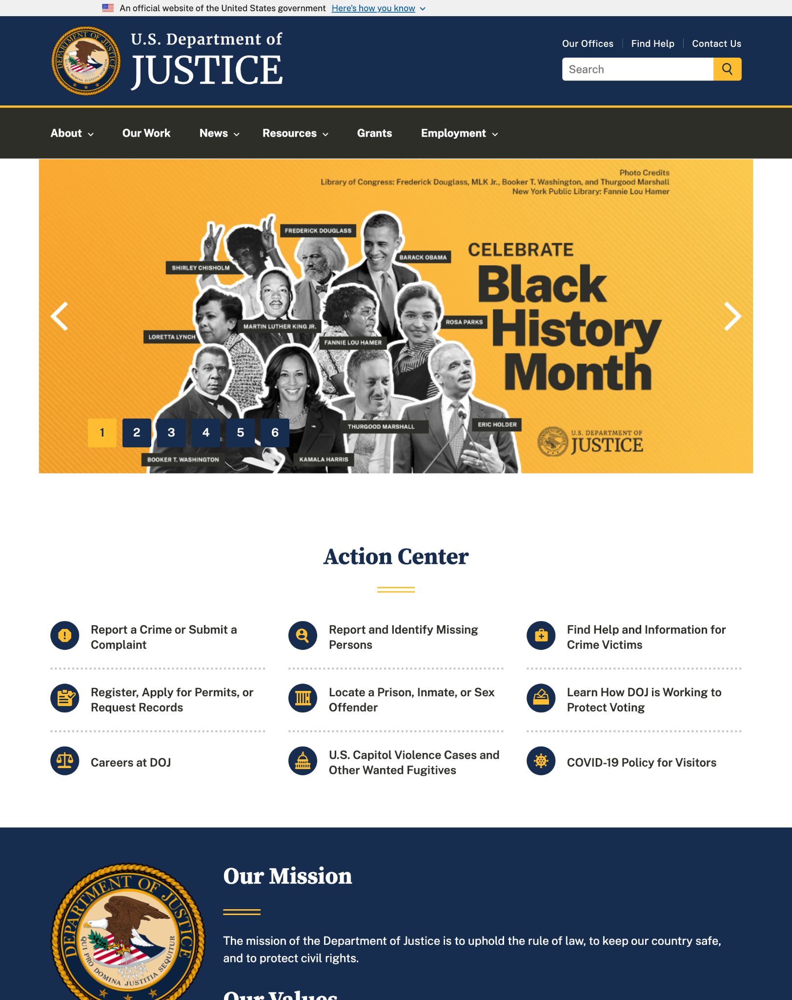 An official website of the United States government Here's how you know
DEPARTMENT OF JUSTICE
QUI PRO DOMINA JUSTITIA SEQUITUR
U.S. Department of
JUSTICE
Our Offices Find Help Contact Us
Search
About Our Work News Resources Grants Employment
Photo Credits
Library of Congress: Frederick Douglass, MLK Jr., Booker T. Washington, and Thurgood Marshall
New York Public Library: Fannie Lou Hamer
FREDERICK DOUGLASS
BARACK OBAMA
SHIRLEY CHISHOLM
CELEBRATE
Black
History
Month
ROSA PARKS
MARTIN LUTHER KING JR.
LORETTA LYNCH
FANNIE LOU HAMER
THURGOOD MARSHALL
ERIC HOLDER
1 2 3 4 5 6
U.S. DEPARTMENT OF
JUSTICE
BOOKER T. WASHINGTON
KAMALA HARRIS
Action Center
Report a Crime or Submit a
Complaint
Report and Identify Missing
Persons
Find Help and Information for
Crime Victims
Register, Apply for Permits, or
Request Records
Locate a Prison, Inmate, or Sex
Offender
Learn How DOJ is Working to
Protect Voting
Careers at DOJ
U.S. Capitol Violence Cases and
Other Wanted Fugitives
COVID-19 Policy for Visitors
DEPARTMENT OF JUSTICE
QUI PRO DOMINA JUSTITIA SEQUITUR
Our Mission
The mission of the Department of Justice is to uphold the rule of law, to keep our country safe,
and to protect civil rights.
Our Values